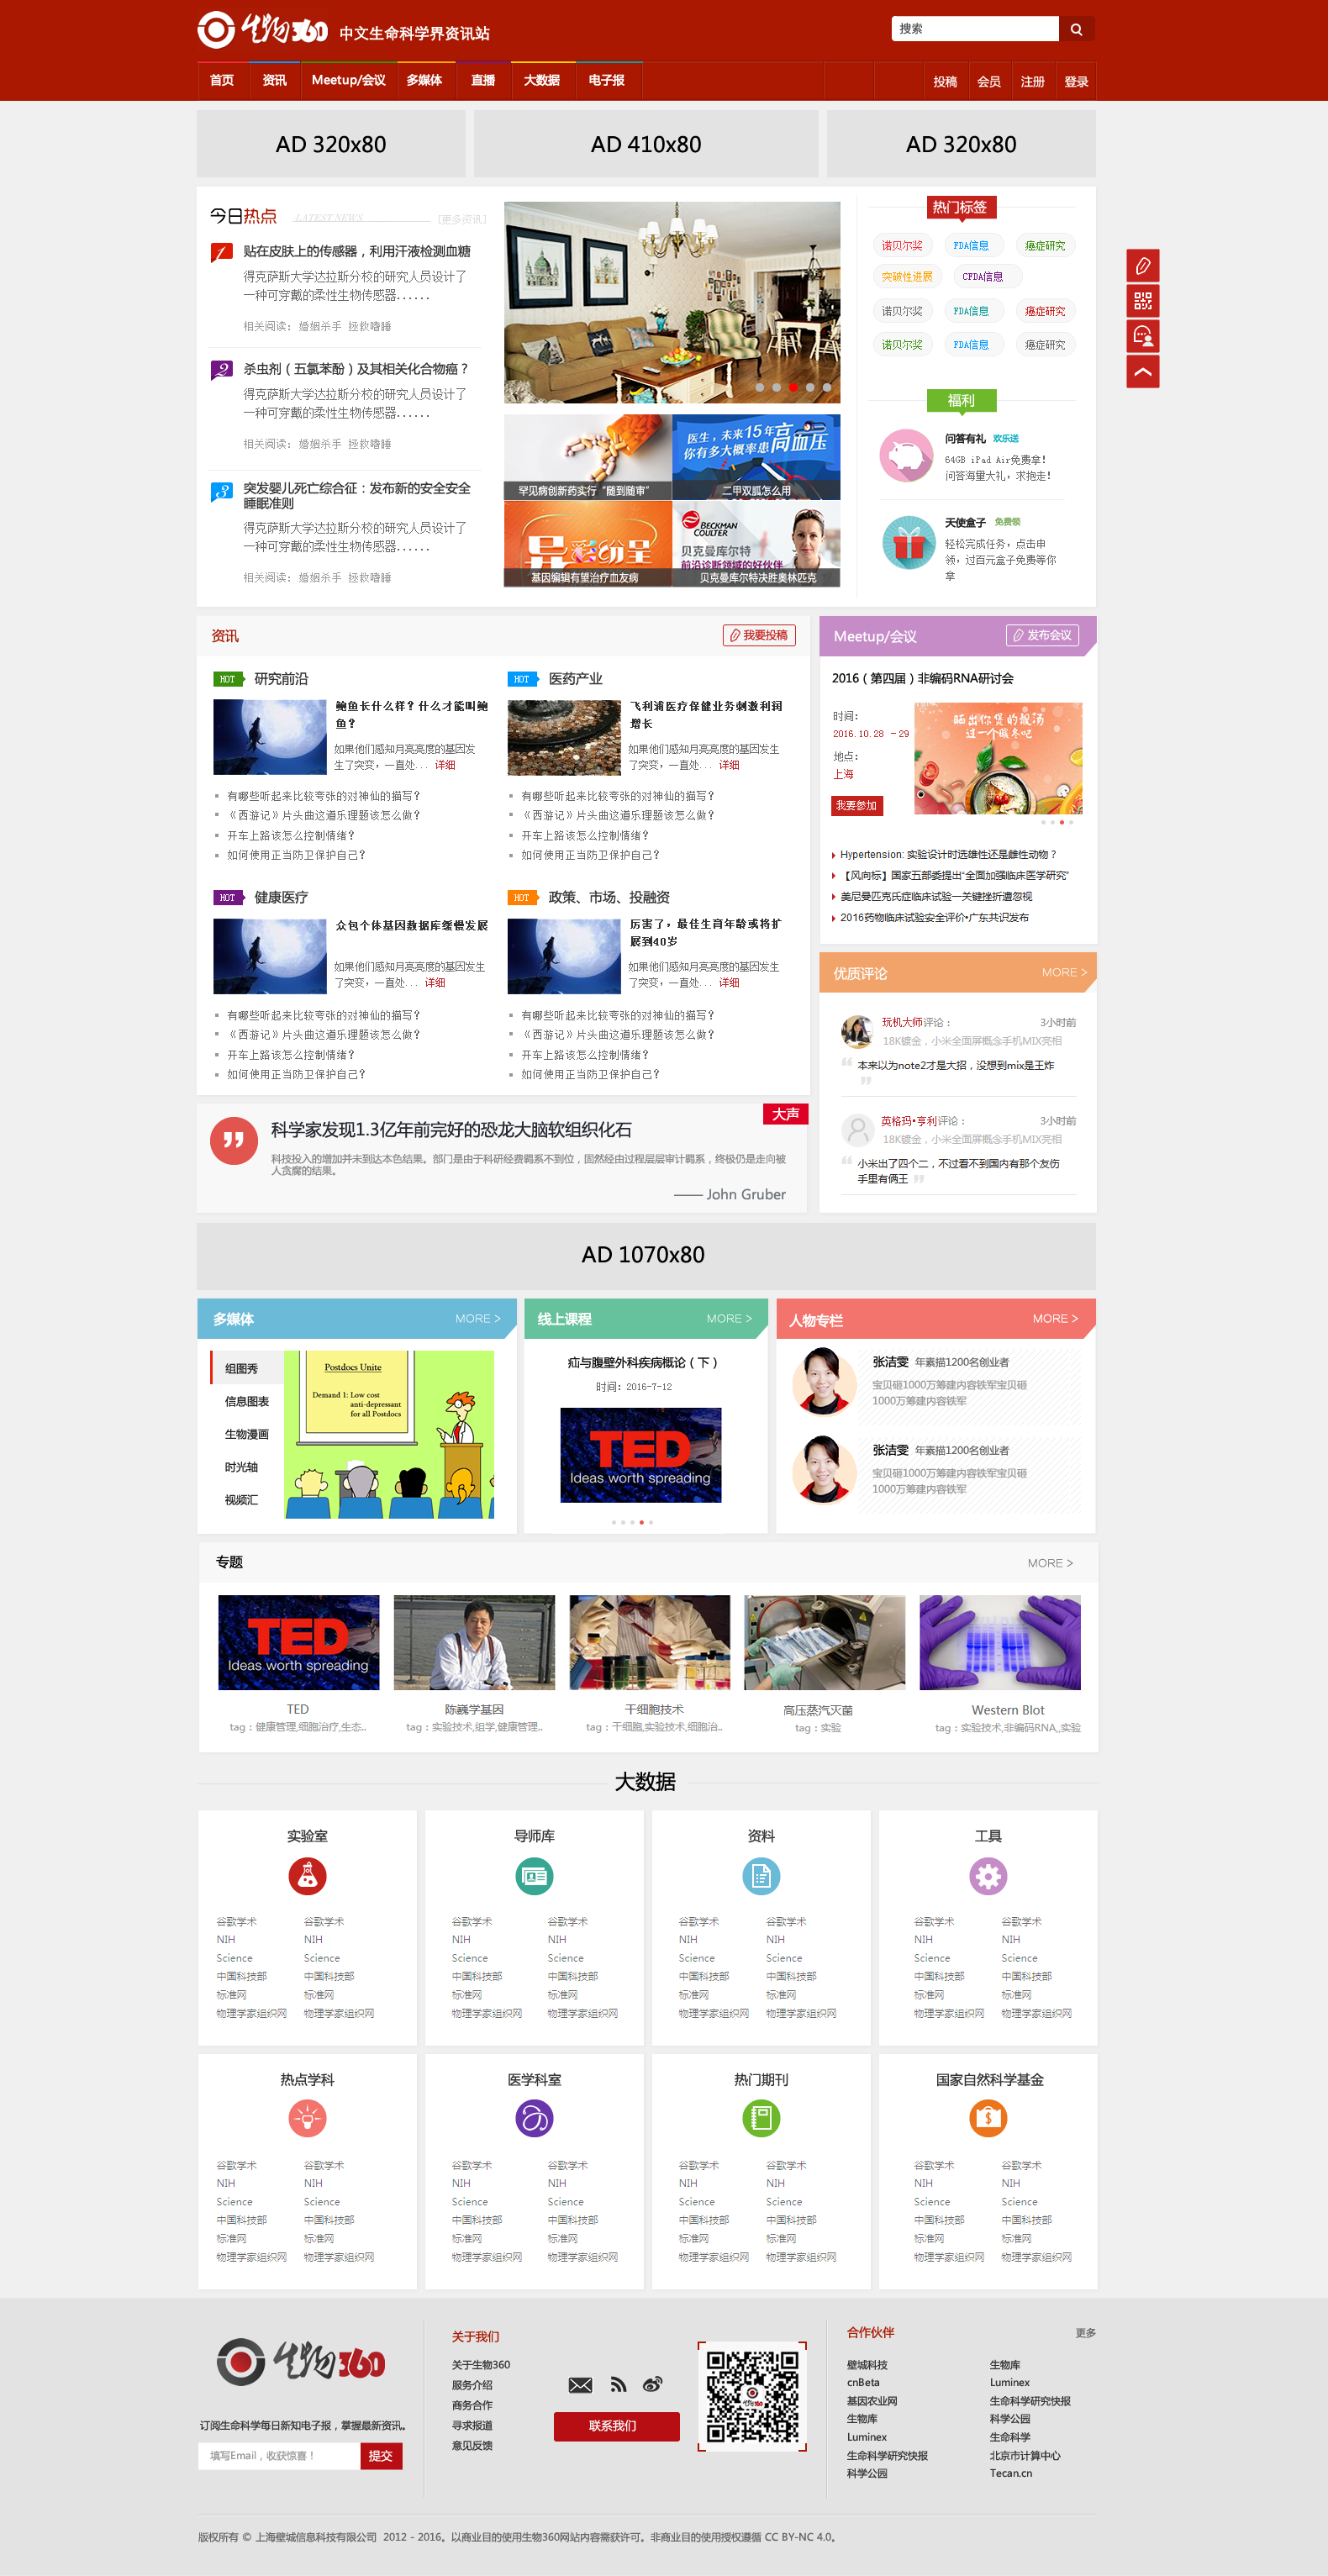 生物360 中文生命科学界资讯站
搜索
首页 资讯 Meetup/会议 多媒体 直播 大数据 电子报
投稿 会员 注册 登录
AD 320x80
AD 410x80
AD 320x80
今日热点 LATEST NEWS [更多资讯]
1 贴在皮肤上的传感器，利用汗液检测血糖
得克萨斯大学达拉斯分校的研究人员设计了
一种可穿戴的柔性生物传感器......
相关阅读：婚姻杀手 拯救嗜睡
2 杀虫剂（五氯苯酚）及其相关化合物癌？
得克萨斯大学达拉斯分校的研究人员设计了
一种可穿戴的柔性生物传感器......
相关阅读：婚姻杀手 拯救嗜睡
3 突发婴儿死亡综合征：发布新的安全安全
睡眠准则
得克萨斯大学达拉斯分校的研究人员设计了
一种可穿戴的柔性生物传感器......
相关阅读：婚姻杀手 拯救嗜睡
罕见病创新药实行“随到随审”
医生，未来15年高血压
你有多大概率患
二甲双胍怎么用
异彩纷呈
基因编辑有望治疗血友病
BECKMAN
COULTER
贝克曼库尔特
前沿诊断领域的好伙伴
贝克曼库尔特决胜奥林匹克
热门标签
诺贝尔奖 FDA信息 癌症研究
突破性进展 CFDA信息
诺贝尔奖 FDA信息 癌症研究
诺贝尔奖 FDA信息 癌症研究
福利
问答有礼 欢乐送
64GB iPad Air免费拿！
问答海量大礼，求抱走！
天使盒子 免费领
轻松完成任务，点击申
领，过百元盒子免费等你
拿
资讯 我要投稿
HOT 研究前沿
鲍鱼长什么样？什么才能叫鲍
鱼？
如果他们感知月亮亮度的基因发
生了突变，一直处... 详细
有哪些听起来比较夸张的对神仙的描写？
《西游记》片头曲这道乐理题该怎么做？
开车上路该怎么控制情绪？
如何使用正当防卫保护自己？
HOT 医药产业
飞利浦医疗保健业务刺激利润
增长
如果他们感知月亮亮度的基因发生
了突变，一直处... 详细
有哪些听起来比较夸张的对神仙的描写？
《西游记》片头曲这道乐理题该怎么做？
开车上路该怎么控制情绪？
如何使用正当防卫保护自己？
HOT 健康医疗
众包个体基因数据库缓慢发展
如果他们感知月亮亮度的基因发生
了突变，一直处... 详细
有哪些听起来比较夸张的对神仙的描写？
《西游记》片头曲这道乐理题该怎么做？
开车上路该怎么控制情绪？
如何使用正当防卫保护自己？
HOT 政策、市场、投融资
厉害了，最佳生育年龄或将扩
展到40岁
如果他们感知月亮亮度的基因发生
了突变，一直处... 详细
有哪些听起来比较夸张的对神仙的描写？
《西游记》片头曲这道乐理题该怎么做？
开车上路该怎么控制情绪？
如何使用正当防卫保护自己？
Meetup/会议 发布会议
2016（第四届）非编码RNA研讨会
时间：
2016.10.28 -29
地点：
上海
我要参加
晒出你煲的靓汤
过一个暖冬吧
Hypertension: 实验设计时选雄性还是雌性动物？
【风向标】国家五部委提出“全面加强临床医学研究”
美尼曼匹克氏症临床试验一关键挫折遭忽视
2016药物临床试验安全评价•广东共识发布
优质评论 MORE >
玩机大师评论： 3小时前
18K镀金，小米全面屏概念手机MIX亮相
“ 本来以为note2才是大招，没想到mix是王炸
”
英格玛•亨利评论： 3小时前
18K镀金，小米全面屏概念手机MIX亮相
“ 小米出了四个二，不过看不到国内有那个友伤
手里有俩王 ”
大声
科学家发现1.3亿年前完好的恐龙大脑软组织化石
科技投入的增加并未到达本色结果。部门是由于科研经费羁系不到位，固然经由过程层层审计羁系，终极仍是走向被
人贪腐的结果。
—— John Gruber
AD 1070x80
多媒体 MORE >
组图秀
信息图表
生物漫画
时光轴
视频汇
Postdocs Unite
Demand 1: Low cost
anti-depressant
for all Postdocs
线上课程 MORE >
疝与腹壁外科疾病概论（下）
时间：2016-7-12
TED
Ideas worth spreading
人物专栏 MORE >
张洁雯 年素描1200名创业者
宝贝砸1000万筹建内容铁军宝贝砸
1000万筹建内容铁军
张洁雯 年素描1200名创业者
宝贝砸1000万筹建内容铁军宝贝砸
1000万筹建内容铁军
专题 MORE >
TED
Ideas worth spreading
TED
tag：健康管理,细胞治疗,生态..
陈巍学基因
tag：实验技术,组学,健康管理..
干细胞技术
tag：干细胞,实验技术,细胞治..
高压蒸汽灭菌
tag：实验
Western Blot
tag：实验技术,非编码RNA,,实验
大数据
实验室
谷歌学术 谷歌学术
NIH NIH
Science Science
中国科技部 中国科技部
标准网 标准网
物理学家组织网 物理学家组织网
导师库
谷歌学术 谷歌学术
NIH NIH
Science Science
中国科技部 中国科技部
标准网 标准网
物理学家组织网 物理学家组织网
资料
谷歌学术 谷歌学术
NIH NIH
Science Science
中国科技部 中国科技部
标准网 标准网
物理学家组织网 物理学家组织网
工具
谷歌学术 谷歌学术
NIH NIH
Science Science
中国科技部 中国科技部
标准网 标准网
物理学家组织网 物理学家组织网
热点学科
谷歌学术 谷歌学术
NIH NIH
Science Science
中国科技部 中国科技部
标准网 标准网
物理学家组织网 物理学家组织网
医学科室
谷歌学术 谷歌学术
NIH NIH
Science Science
中国科技部 中国科技部
标准网 标准网
物理学家组织网 物理学家组织网
热门期刊
谷歌学术 谷歌学术
NIH NIH
Science Science
中国科技部 中国科技部
标准网 标准网
物理学家组织网 物理学家组织网
国家自然科学基金
谷歌学术 谷歌学术
NIH NIH
Science Science
中国科技部 中国科技部
标准网 标准网
物理学家组织网 物理学家组织网
生物360
订阅生命科学每日新知电子报，掌握最新资讯。
填写Email，收获惊喜！ 提交
关于我们
关于生物360
服务介绍
商务合作
寻求报道
意见反馈
联系我们
合作伙伴 更多
壁城科技 生物库
cnBeta Luminex
基因农业网 生命科学研究快报
生物库 科学公园
Luminex 生命科学
生命科学研究快报 北京市计算中心
科学公园 Tecan.cn
版权所有 © 上海壁城信息科技有限公司 2012 - 2016。以商业目的使用生物360网站内容需获许可。非商业目的使用授权遵循 CC BY-NC 4.0。